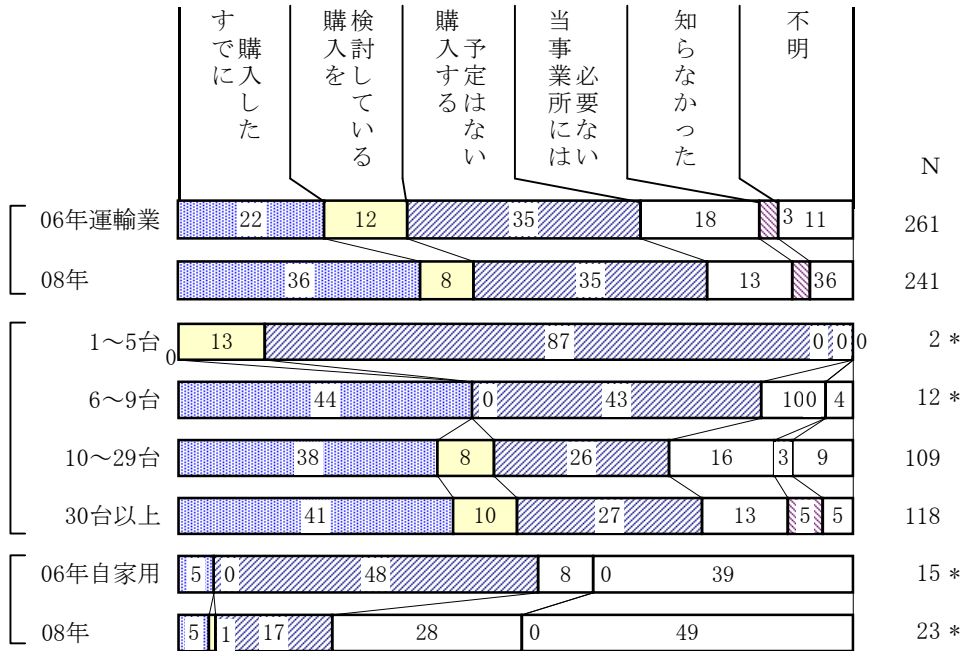 すでに
購入した
購入を
検討している
購入する
予定はない
当事業所には
必要ない
知らなかった
不明
N
06年運輸業 22 12 35 18 3 11 261
08年 36 8 35 13 36 241
1～5台 0 13 87 0 0 0 2 *
6～9台 44 0 43 100 4 12 *
10～29台 38 8 26 16 3 9 109
30台以上 41 10 27 13 5 5 118
06年自家用 5 0 48 8 0 39 15 *
08年 5 1 17 28 0 49 23 *